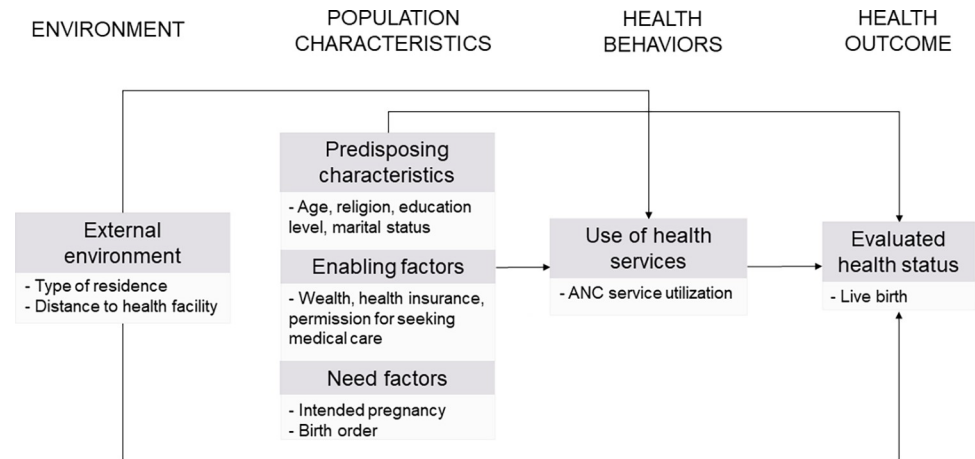 ENVIRONMENT
POPULATION
CHARACTERISTICS
HEALTH
BEHAVIORS
HEALTH
OUTCOME
External
environment
- Type of residence
- Distance to health facility
Predisposing
characteristics
- Age, religion, education
level, marital status
Enabling factors
- Wealth, health insurance,
permission for seeking
medical care
Need factors
- Intended pregnancy
- Birth order
Use of health
services
- ANC service utilization
Evaluated
health status
- Live birth